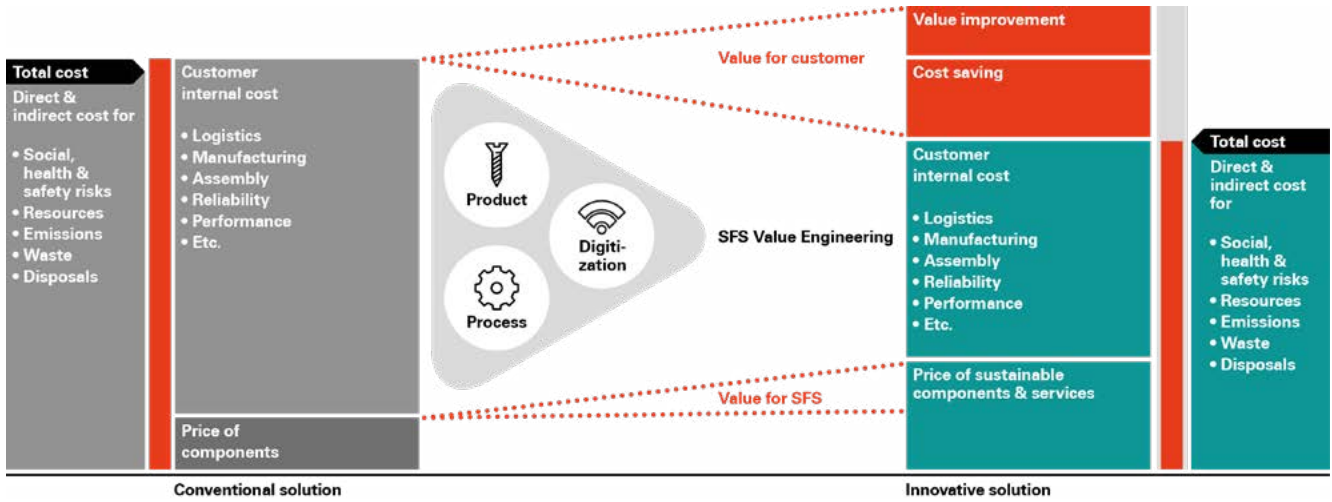 Total cost
Direct &
indirect cost for
• Social,
health &
safety risks
• Resources
• Emissions
• Waste
• Disposals
Customer
internal cost
• Logistics
• Manufacturing
• Assembly
• Reliability
• Performance
• Etc.
Price of
components
Conventional solution
Product
Process
Digiti-
zation
SFS Value Engineering
Value for customer
Value for SFS
Value improvement
Cost saving
Customer
internal cost
• Logistics
• Manufacturing
• Assembly
• Reliability
• Performance
• Etc.
Price of sustainable
components & services
Innovative solution
Total cost
Direct &
indirect cost
for
• Social,
health &
safety risks
• Resources
• Emissions
• Waste
• Disposals